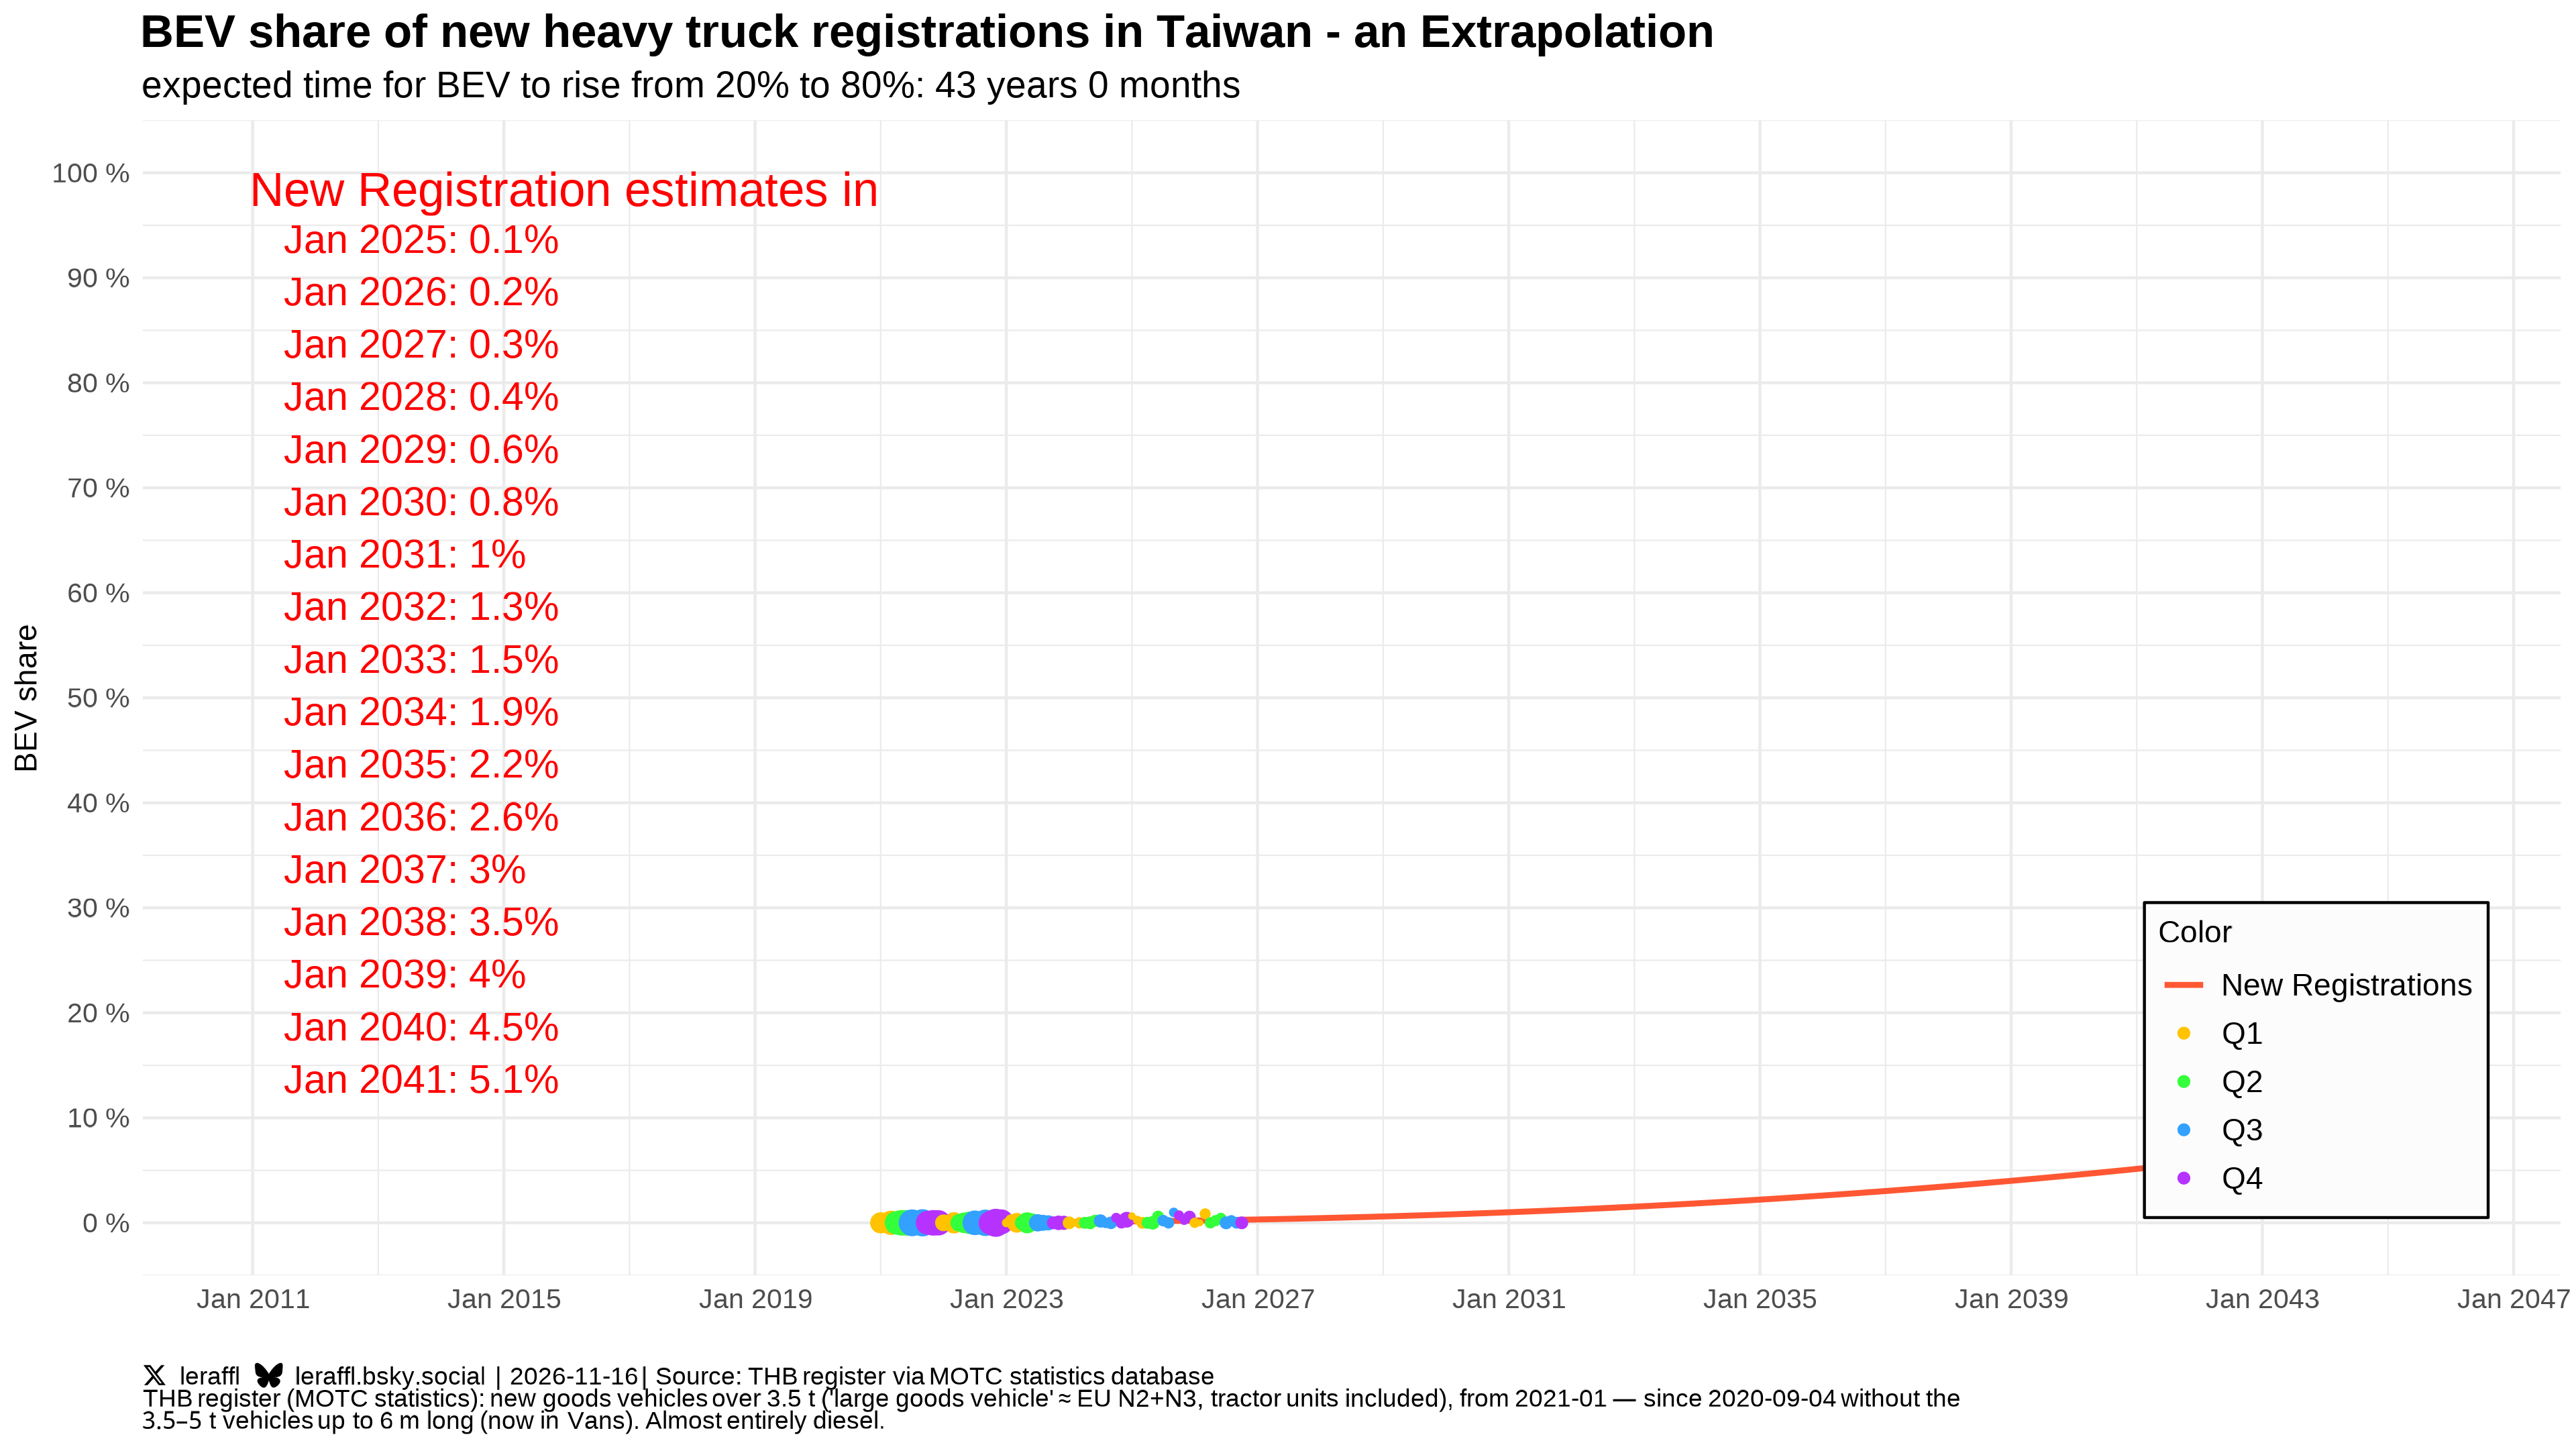 BEV share of new heavy truck registrations in Taiwan - an Extrapolation
expected time for BEV to rise from 20% to 80%: 43 years 0 months
BEV share
100 %
90 %
80 %
70 %
60 %
50 %
40 %
30 %
20 %
10 %
0 %
New Registration estimates in
Jan 2025: 0.1%
Jan 2026: 0.2%
Jan 2027: 0.3%
Jan 2028: 0.4%
Jan 2029: 0.6%
Jan 2030: 0.8%
Jan 2031: 1%
Jan 2032: 1.3%
Jan 2033: 1.5%
Jan 2034: 1.9%
Jan 2035: 2.2%
Jan 2036: 2.6%
Jan 2037: 3%
Jan 2038: 3.5%
Jan 2039: 4%
Jan 2040: 4.5%
Jan 2041: 5.1%
Color
New Registrations
Q1
Q2
Q3
Q4
Jan 2011 Jan 2015 Jan 2019 Jan 2023 Jan 2027 Jan 2031 Jan 2035 Jan 2039 Jan 2043 Jan 2047
leraffl leraffl.bsky.social | 2026-11-16| Source: THB register via MOTC statistics database
THB register (MOTC statistics): new goods vehicles over 3.5 t ('large goods vehicle' ≈ EU N2+N3, tractor units included), from 2021-01 — since 2020-09-04 without the
3.5–5 t vehicles up to 6 m long (now in Vans). Almost entirely diesel.